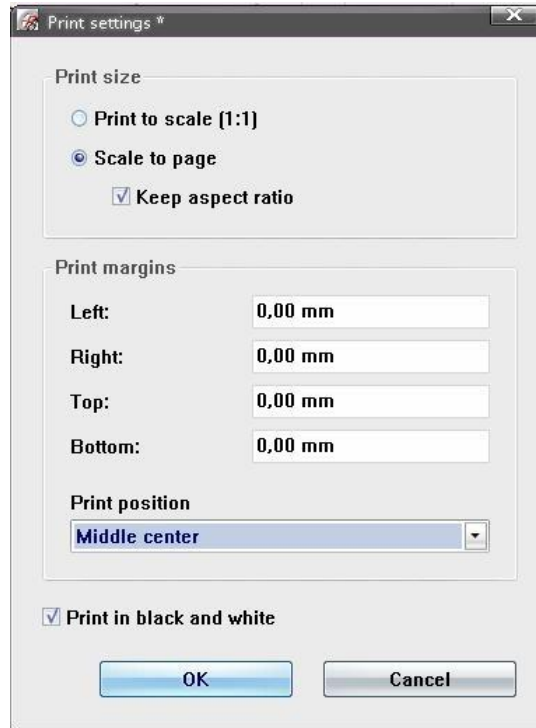 Print settings *
Print size
Print to scale (1:1)
Scale to page
Keep aspect ratio
Print margins
Left: 0,00 mm
Right: 0,00 mm
Top: 0,00 mm
Bottom: 0,00 mm
Print position
Middle center
Print in black and white
OK Cancel